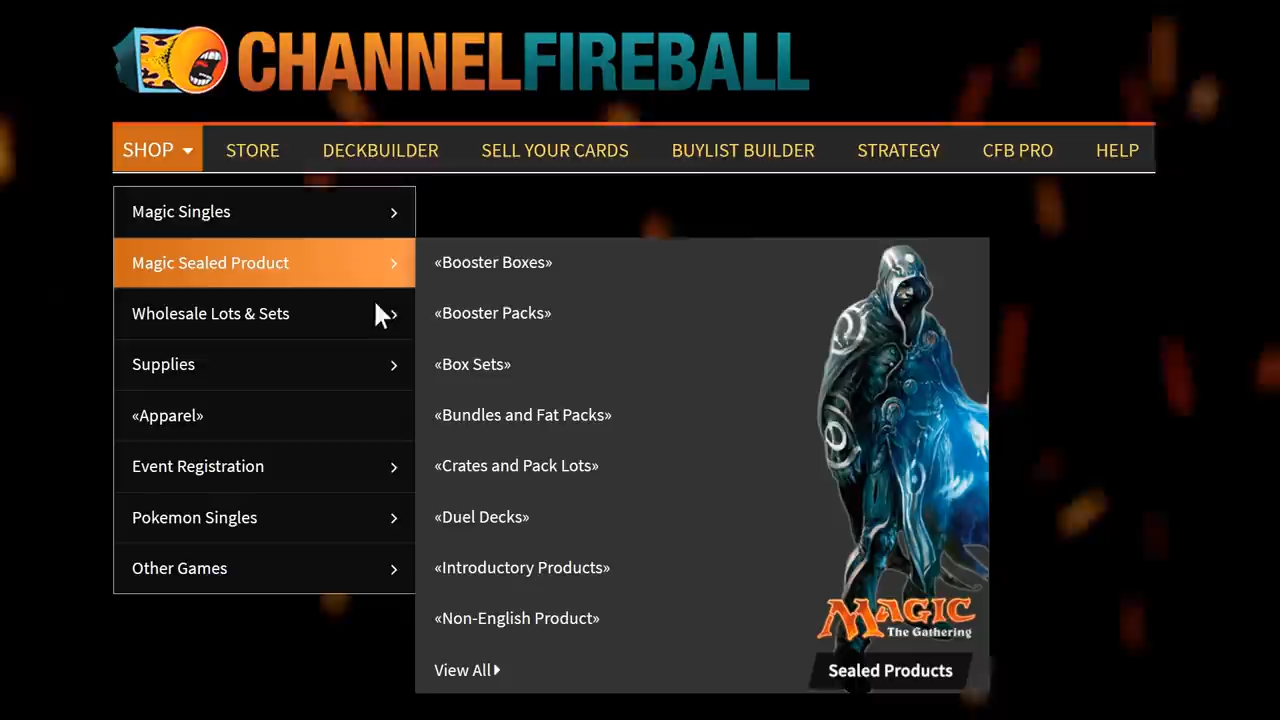 CHANNELFIREBALL
SHOP STORE DECKBUILDER SELL YOUR CARDS BUYLIST BUILDER STRATEGY CFB PRO HELP
Magic Singles
Magic Sealed Product
Wholesale Lots & Sets
Supplies
«Apparel»
Event Registration
Pokemon Singles
Other Games
«Booster Boxes»
«Booster Packs»
«Box Sets»
«Bundles and Fat Packs»
«Crates and Pack Lots»
«Duel Decks»
«Introductory Products»
«Non-English Product»
View All
MAGIC
The Gathering
Sealed Products